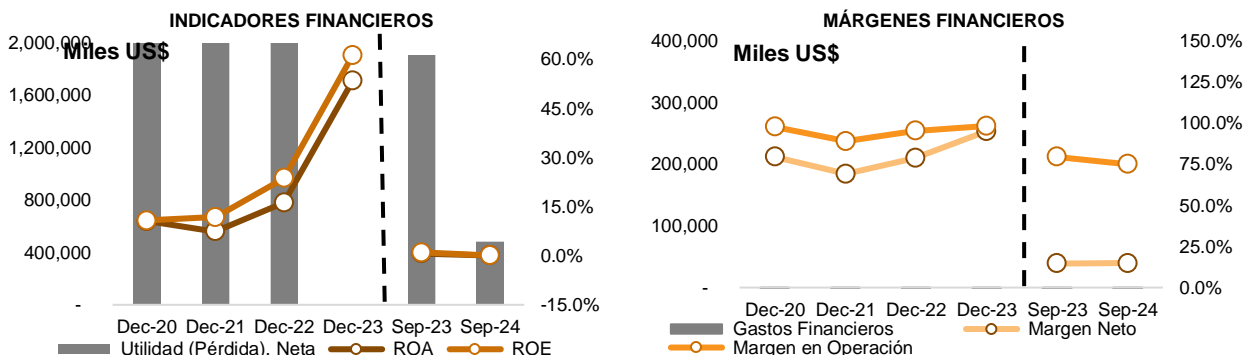 INDICADORES FINANCIEROS
Miles US$
2,000,000
1,600,000
1,200,000
800,000
400,000
-
60.0%
45.0%
30.0%
15.0%
0.0%
-15.0%
Dec-20 Dec-21 Dec-22 Dec-23 Sep-23 Sep-24
Utilidad (Pérdida), Neta ROA ROE
MÁRGENES FINANCIEROS
Miles US$
400,000
300,000
200,000
100,000
-
150.0%
125.0%
100.0%
75.0%
50.0%
25.0%
0.0%
Dec-20 Dec-21 Dec-22 Dec-23 Sep-23 Sep-24
Gastos Financieros Margen Neto
Margen en Operación